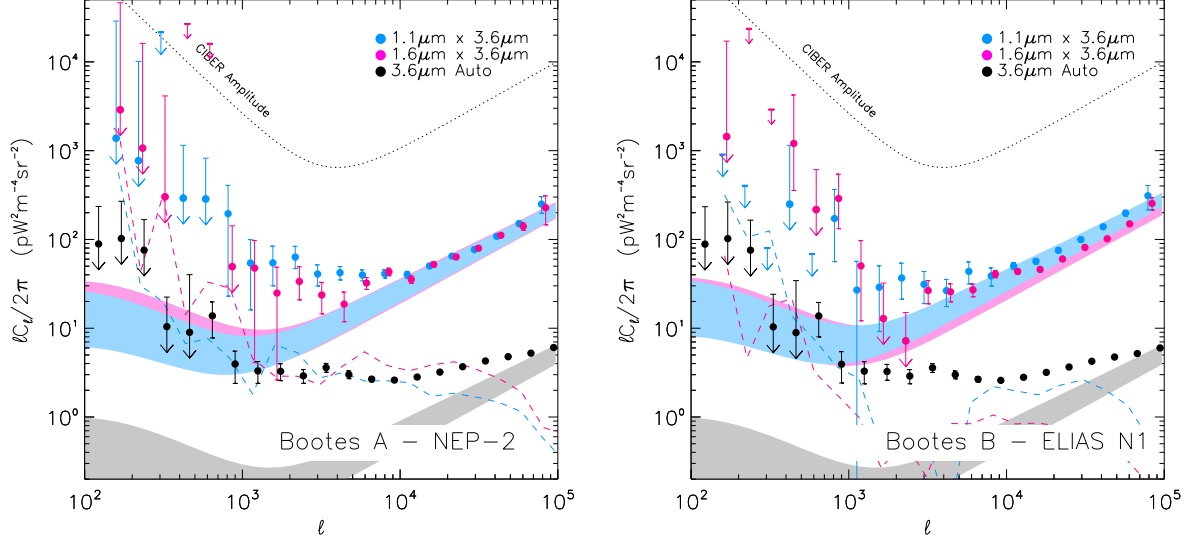 1.1μm x 3.6μm
1.6μm x 3.6μm
3.6μm Auto
CIBER Amplitude
10⁴
10³
10²
10¹
10⁰
ℓCℓ/2π (pW²m⁻⁴sr⁻²)
Bootes A − NEP−2
10² 10³ 10⁴ 10⁵
ℓ
1.1μm x 3.6μm
1.6μm x 3.6μm
3.6μm Auto
CIBER Amplitude
10⁴
10³
10²
10¹
10⁰
ℓCℓ/2π (pW²m⁻⁴sr⁻²)
Bootes B − ELIAS N1
10² 10³ 10⁴ 10⁵
ℓ